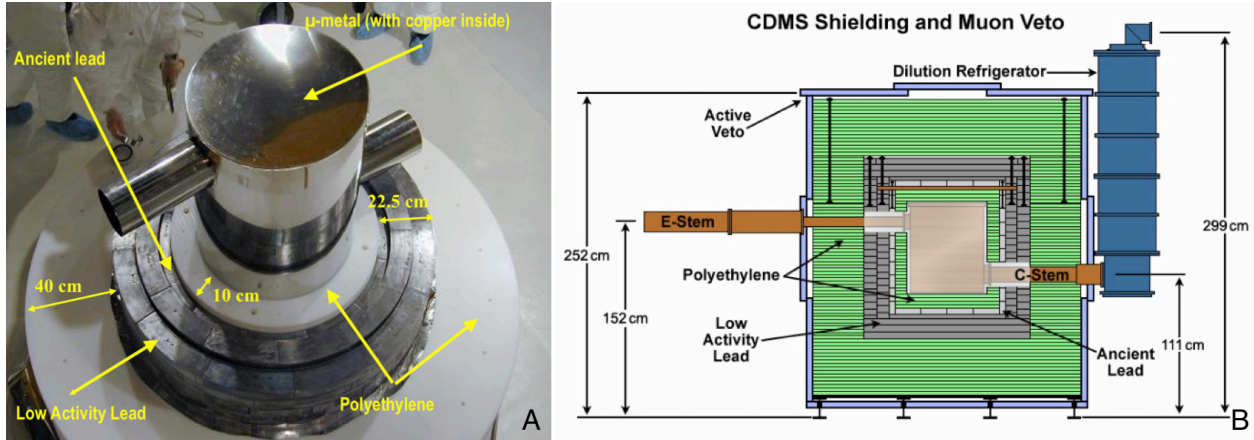 μ-metal (with copper inside)
Ancient lead
22.5 cm
40 cm
10 cm
Low Activity Lead
Polyethylene
A
CDMS Shielding and Muon Veto
Dilution Refrigerator
Active
Veto
E-Stem
252 cm
299 cm
Polyethylene
C-Stem
152 cm
Low
Activity
Lead
Ancient
Lead
111 cm
B